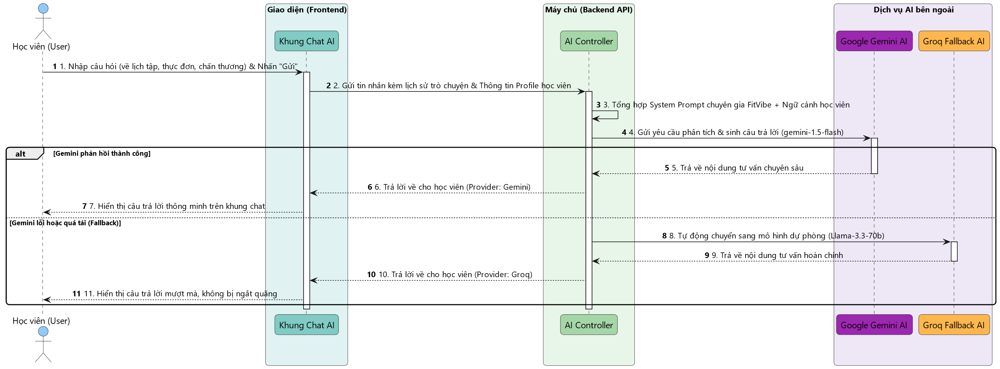 Giao diện (Frontend)
Máy chủ (Backend API)
Dịch vụ AI bên ngoài
Học viên (User)
Khung Chat AI
AI Controller
Google Gemini AI
Groq Fallback AI
1 1. Nhập câu hỏi (về lịch tập, thực đơn, chấn thương) & Nhấn "Gửi"
2 2. Gửi tin nhắn kèm lịch sử trò chuyện & Thông tin Profile học viên
3 3. Tổng hợp System Prompt chuyên gia FitVibe + Ngữ cảnh học viên
4 4. Gửi yêu cầu phân tích & sinh câu trả lời (gemini-1.5-flash)
alt [Gemini phản hồi thành công]
5 5. Trả về nội dung tư vấn chuyên sâu
6 6. Trả lời về cho học viên (Provider: Gemini)
7 7. Hiển thị câu trả lời thông minh trên khung chat
[Gemini lỗi hoặc quá tải (Fallback)]
8 8. Tự động chuyển sang mô hình dự phòng (Llama-3.3-70b)
9 9. Trả về nội dung tư vấn hoàn chỉnh
10 10. Trả lời về cho học viên (Provider: Groq)
11 11. Hiển thị câu trả lời mượt mà, không bị ngắt quãng
Học viên (User)
Khung Chat AI
AI Controller
Google Gemini AI
Groq Fallback AI